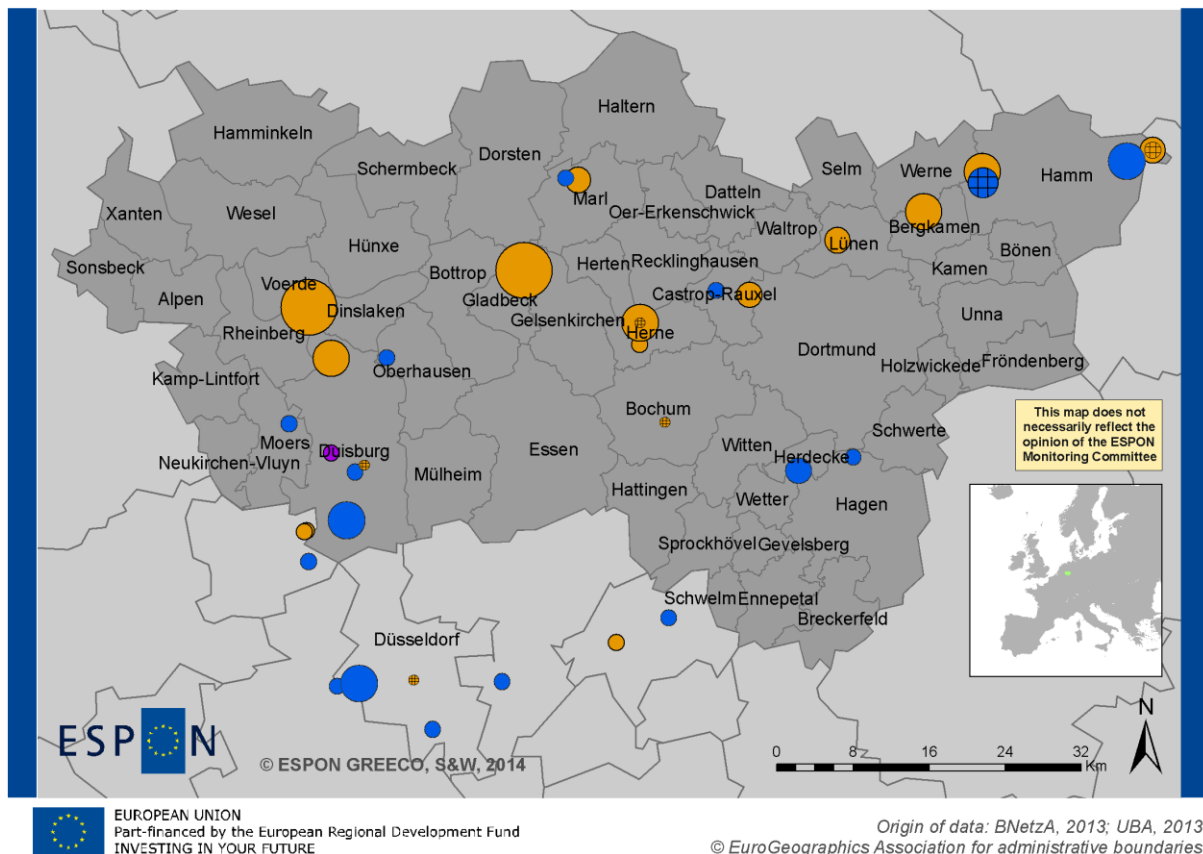 Haltern
Hamminkeln
Schermbeck
Dorsten
Selm
Werne
Hamm
Marl
Datteln
Oer-Erkenschwick
Xanten
Wesel
Waltrop
Bergkamen
Lünen
Hünxe
Bönen
Sonsbeck
Bottrop
Herten
Recklinghausen
Kamen
Voerde
Alpen
Gladbeck
Castrop-Rauxel
Dinslaken
Gelsenkirchen
Unna
Rheinberg
Herne
Dortmund
Holzwickede
Fröndenberg
Kamp-Lintfort
Oberhausen
Bochum
This map does not
necessarily reflect the
opinion of the ESPON
Monitoring Committee
Schwerte
Moers
Duisburg
Essen
Witten
Herdecke
Neukirchen-Vluyn
Mülheim
Hattingen
Wetter
Hagen
Sprockhövel
Gevelsberg
Schwelm
Ennepetal
Breckerfeld
Düsseldorf
N
ESPON
0 8 16 24 32
Km
© ESPON GREECO, S&W, 2014
EUROPEAN UNION
Part-financed by the European Regional Development Fund
INVESTING IN YOUR FUTURE
Origin of data: BNetzA, 2013; UBA, 2013
© EuroGeographics Association for administrative boundaries